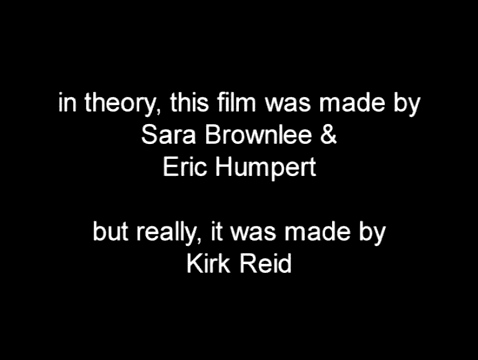 in theory, this film was made by
Sara Brownlee &
Eric Humpert
but really, it was made by
Kirk Reid